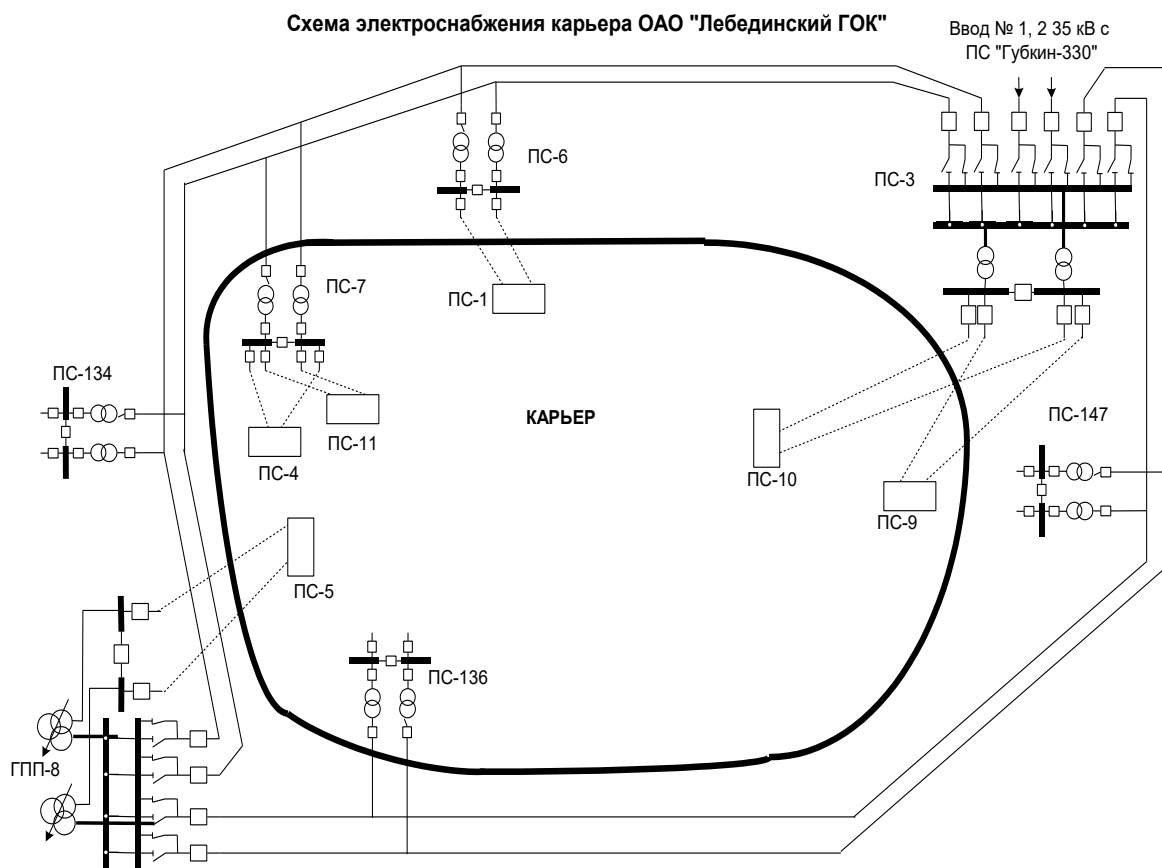 Схема электроснабжения карьера ОАО "Лебединский ГОК"
Ввод № 1, 2 35 кВ с
ПС "Губкин-330"
ПС-6
ПС-3
ПС-7
ПС-1
ПС-134
ПС-11
КАРЬЕР
ПС-147
ПС-4
ПС-10
ПС-9
ПС-5
ПС-136
ГПП-8